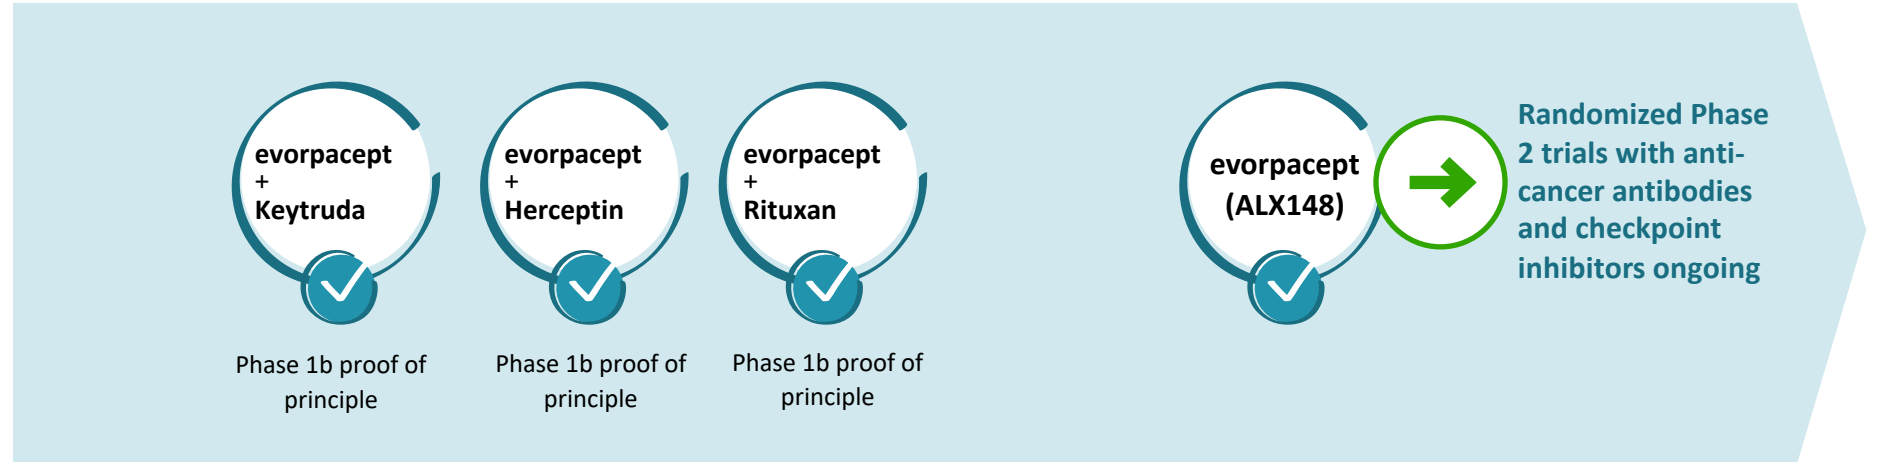 evorpacept
+
Keytruda
Phase 1b proof of
principle
evorpacept
+
Herceptin
Phase 1b proof of
principle
evorpacept
+
Rituxan
Phase 1b proof of
principle
evorpacept
(ALX148)
Randomized Phase
2 trials with anti-
cancer antibodies
and checkpoint
inhibitors ongoing